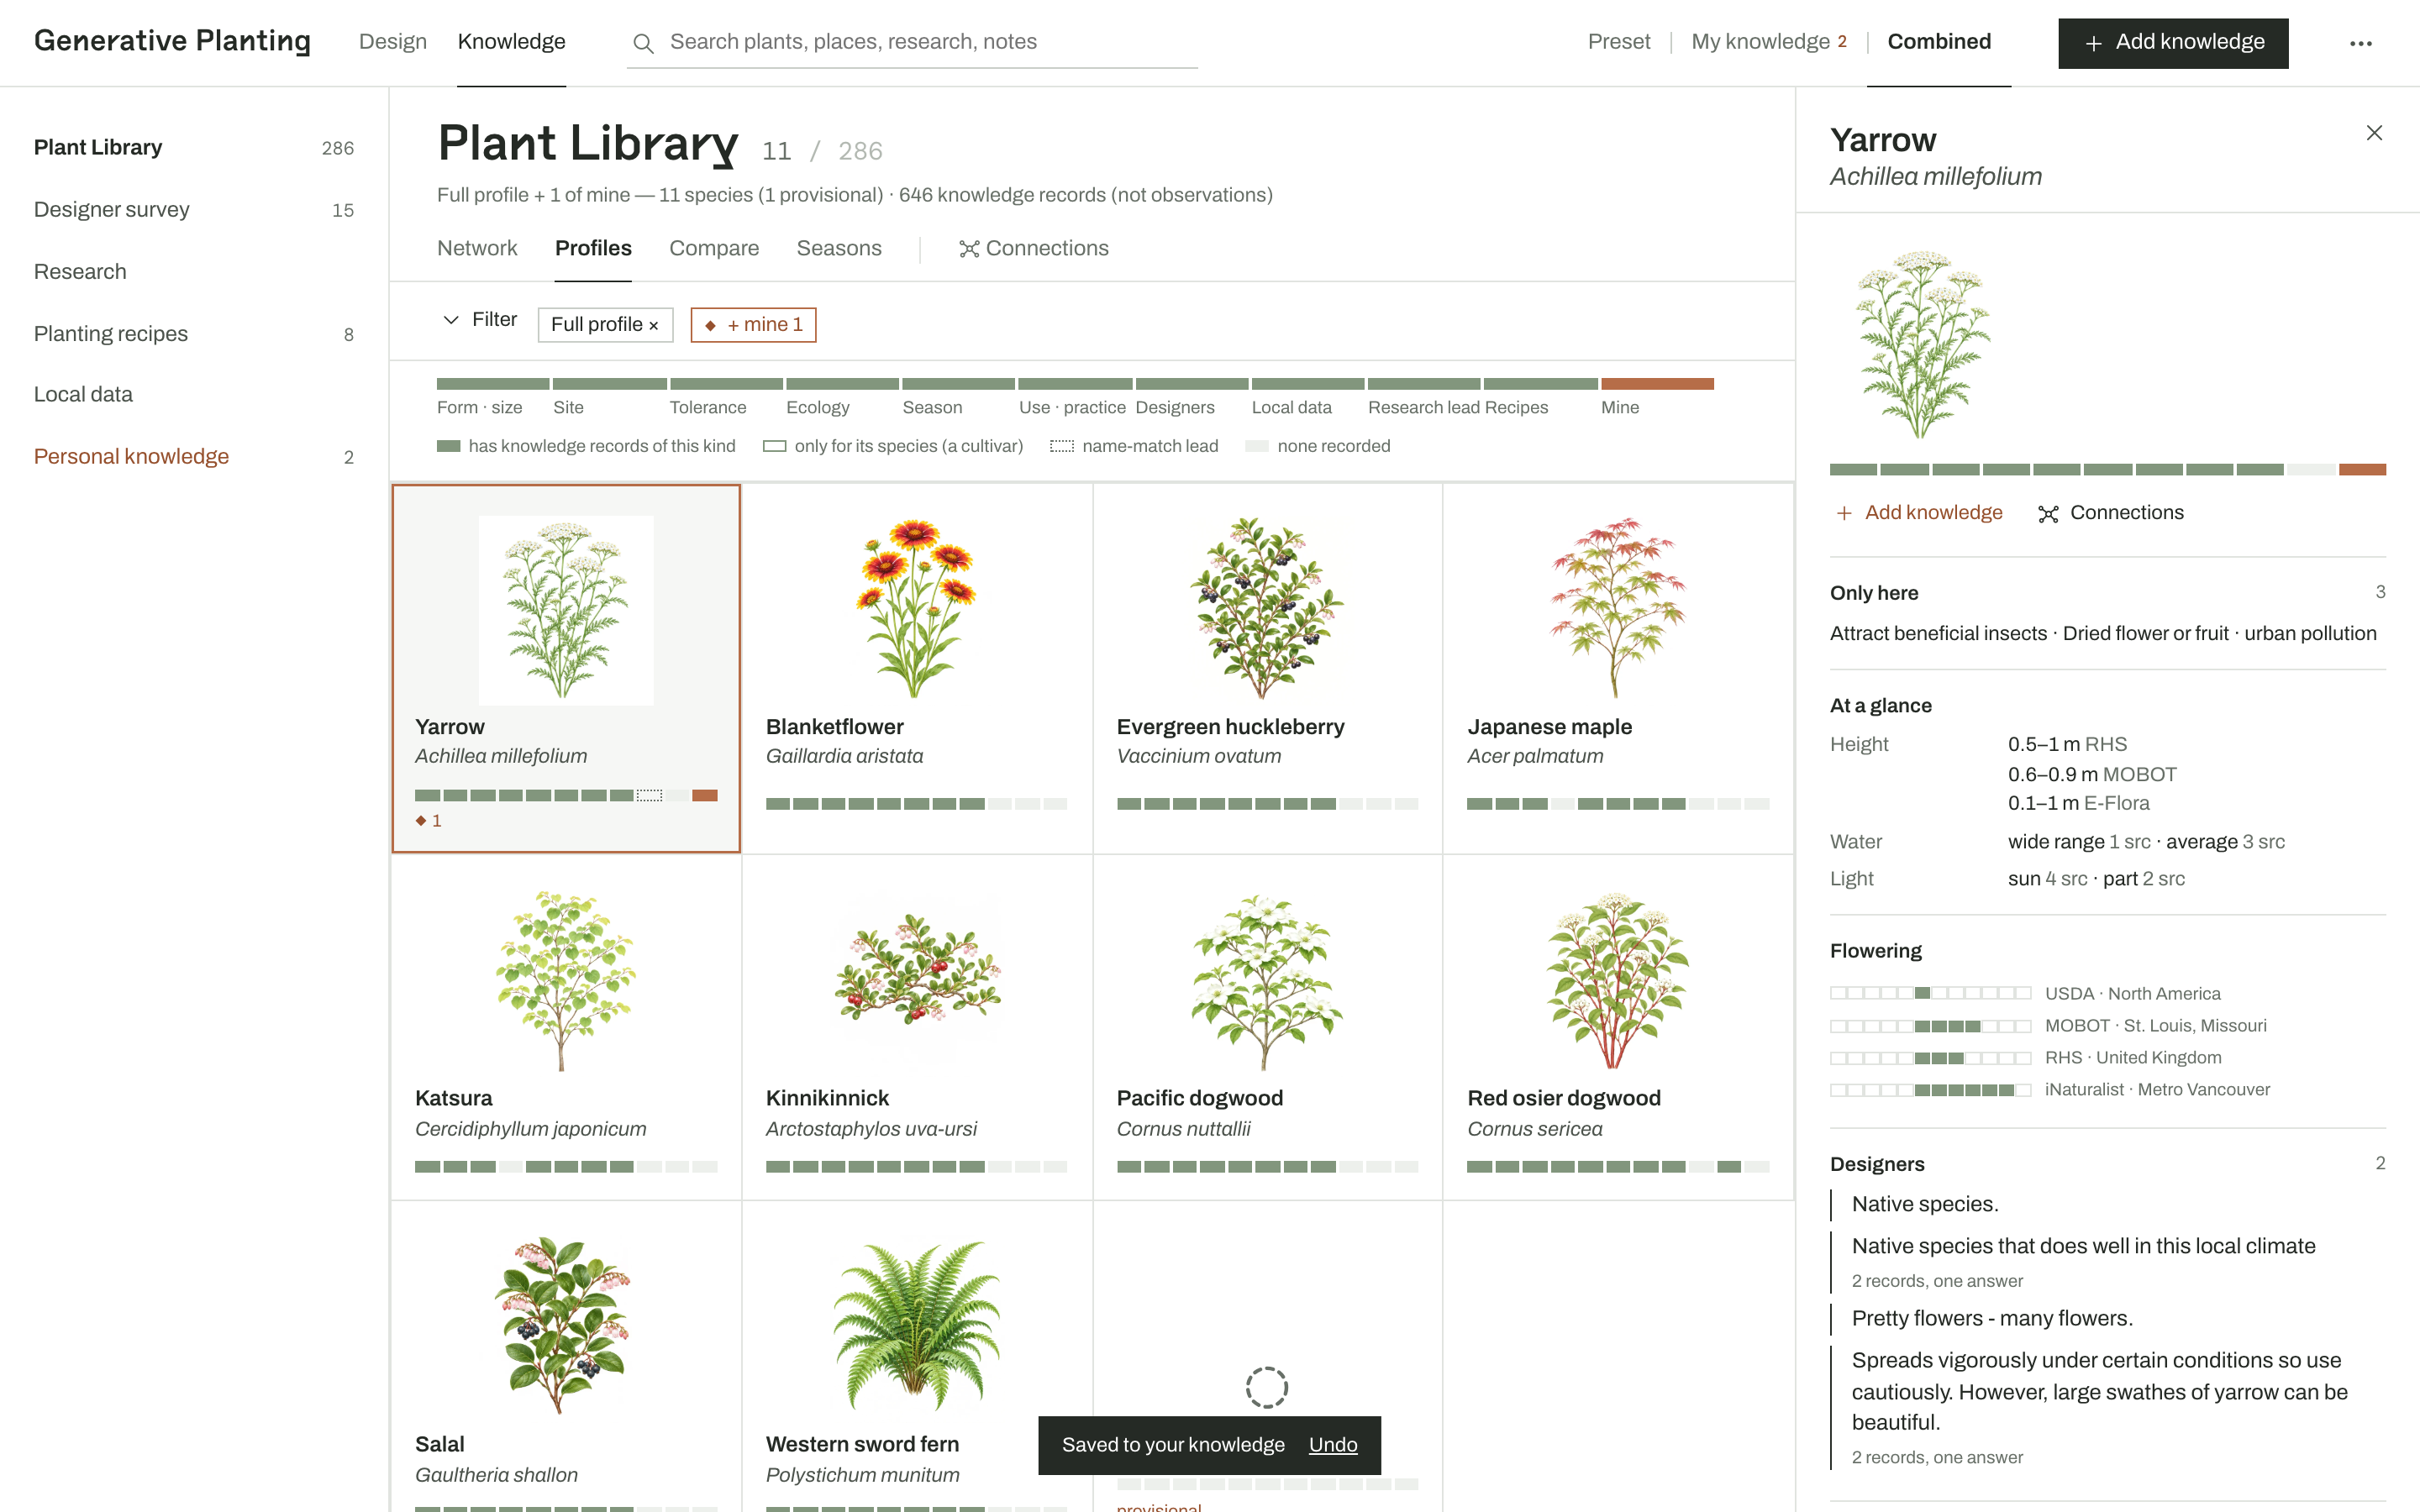 Generative Planting
Design
Knowledge
Search plants, places, research, notes
Preset
My knowledge 2
Combined
+ Add knowledge
Plant Library 286
Designer survey 15
Research
Planting recipes 8
Local data
Personal knowledge 2
Plant Library 11 / 286
Full profile + 1 of mine — 11 species (1 provisional) · 646 knowledge records (not observations)
Network
Profiles
Compare
Seasons
Connections
Filter
Full profile ×
◆ + mine 1
Form · size
Site
Tolerance
Ecology
Season
Use · practice
Designers
Local data
Research lead
Recipes
Mine
has knowledge records of this kind
only for its species (a cultivar)
name-match lead
none recorded
Yarrow
Achillea millefolium
◆ 1
Blanketflower
Gaillardia aristata
Evergreen huckleberry
Vaccinium ovatum
Japanese maple
Acer palmatum
Katsura
Cercidiphyllum japonicum
Kinnikinnick
Arctostaphylos uva-ursi
Pacific dogwood
Cornus nuttallii
Red osier dogwood
Cornus sericea
Salal
Gaultheria shallon
Western sword fern
Polystichum munitum
provisional
Saved to your knowledge Undo
Yarrow
Achillea millefolium
+ Add knowledge
Connections
Only here 3
Attract beneficial insects · Dried flower or fruit · urban pollution
At a glance
Height 0.5–1 m RHS
0.6–0.9 m MOBOT
0.1–1 m E-Flora
Water wide range 1 src · average 3 src
Light sun 4 src · part 2 src
Flowering
USDA · North America
MOBOT · St. Louis, Missouri
RHS · United Kingdom
iNaturalist · Metro Vancouver
Designers 2
Native species.
Native species that does well in this local climate
2 records, one answer
Pretty flowers - many flowers.
Spreads vigorously under certain conditions so use
cautiously. However, large swathes of yarrow can be
beautiful.
2 records, one answer